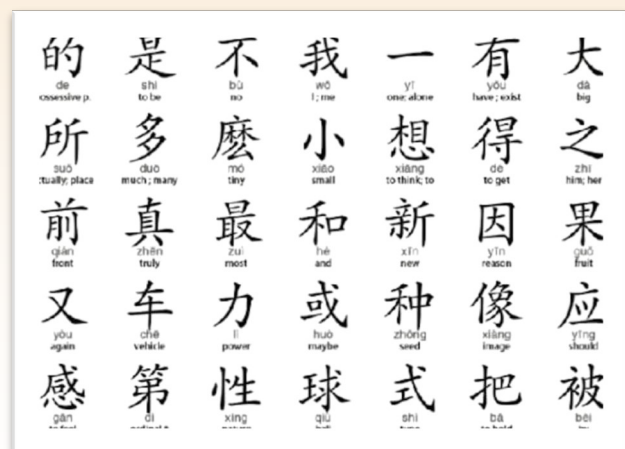 的 是 不 我 一 有 大
de shì bù wǒ yī yǒu dà
ossessive p. to be no I ; me one; alone have ; exist big
所 多 麽 小 想 得 之
suǒ duō mó xiǎo xiǎng dé zhī
:tually; place much ; many tiny small to think; to to get him; her
前 真 最 和 新 因 果
qián zhēn zuì hé xīn yīn guǒ
front truly most and new reason fruit
又 车 力 或 种 像 应
yòu chē lì huò zhǒng xiàng yīng
again vehicle power maybe seed image should
感 第 性 球 式 把 被
gǎn dì xìng qiú shì bǎ bèi